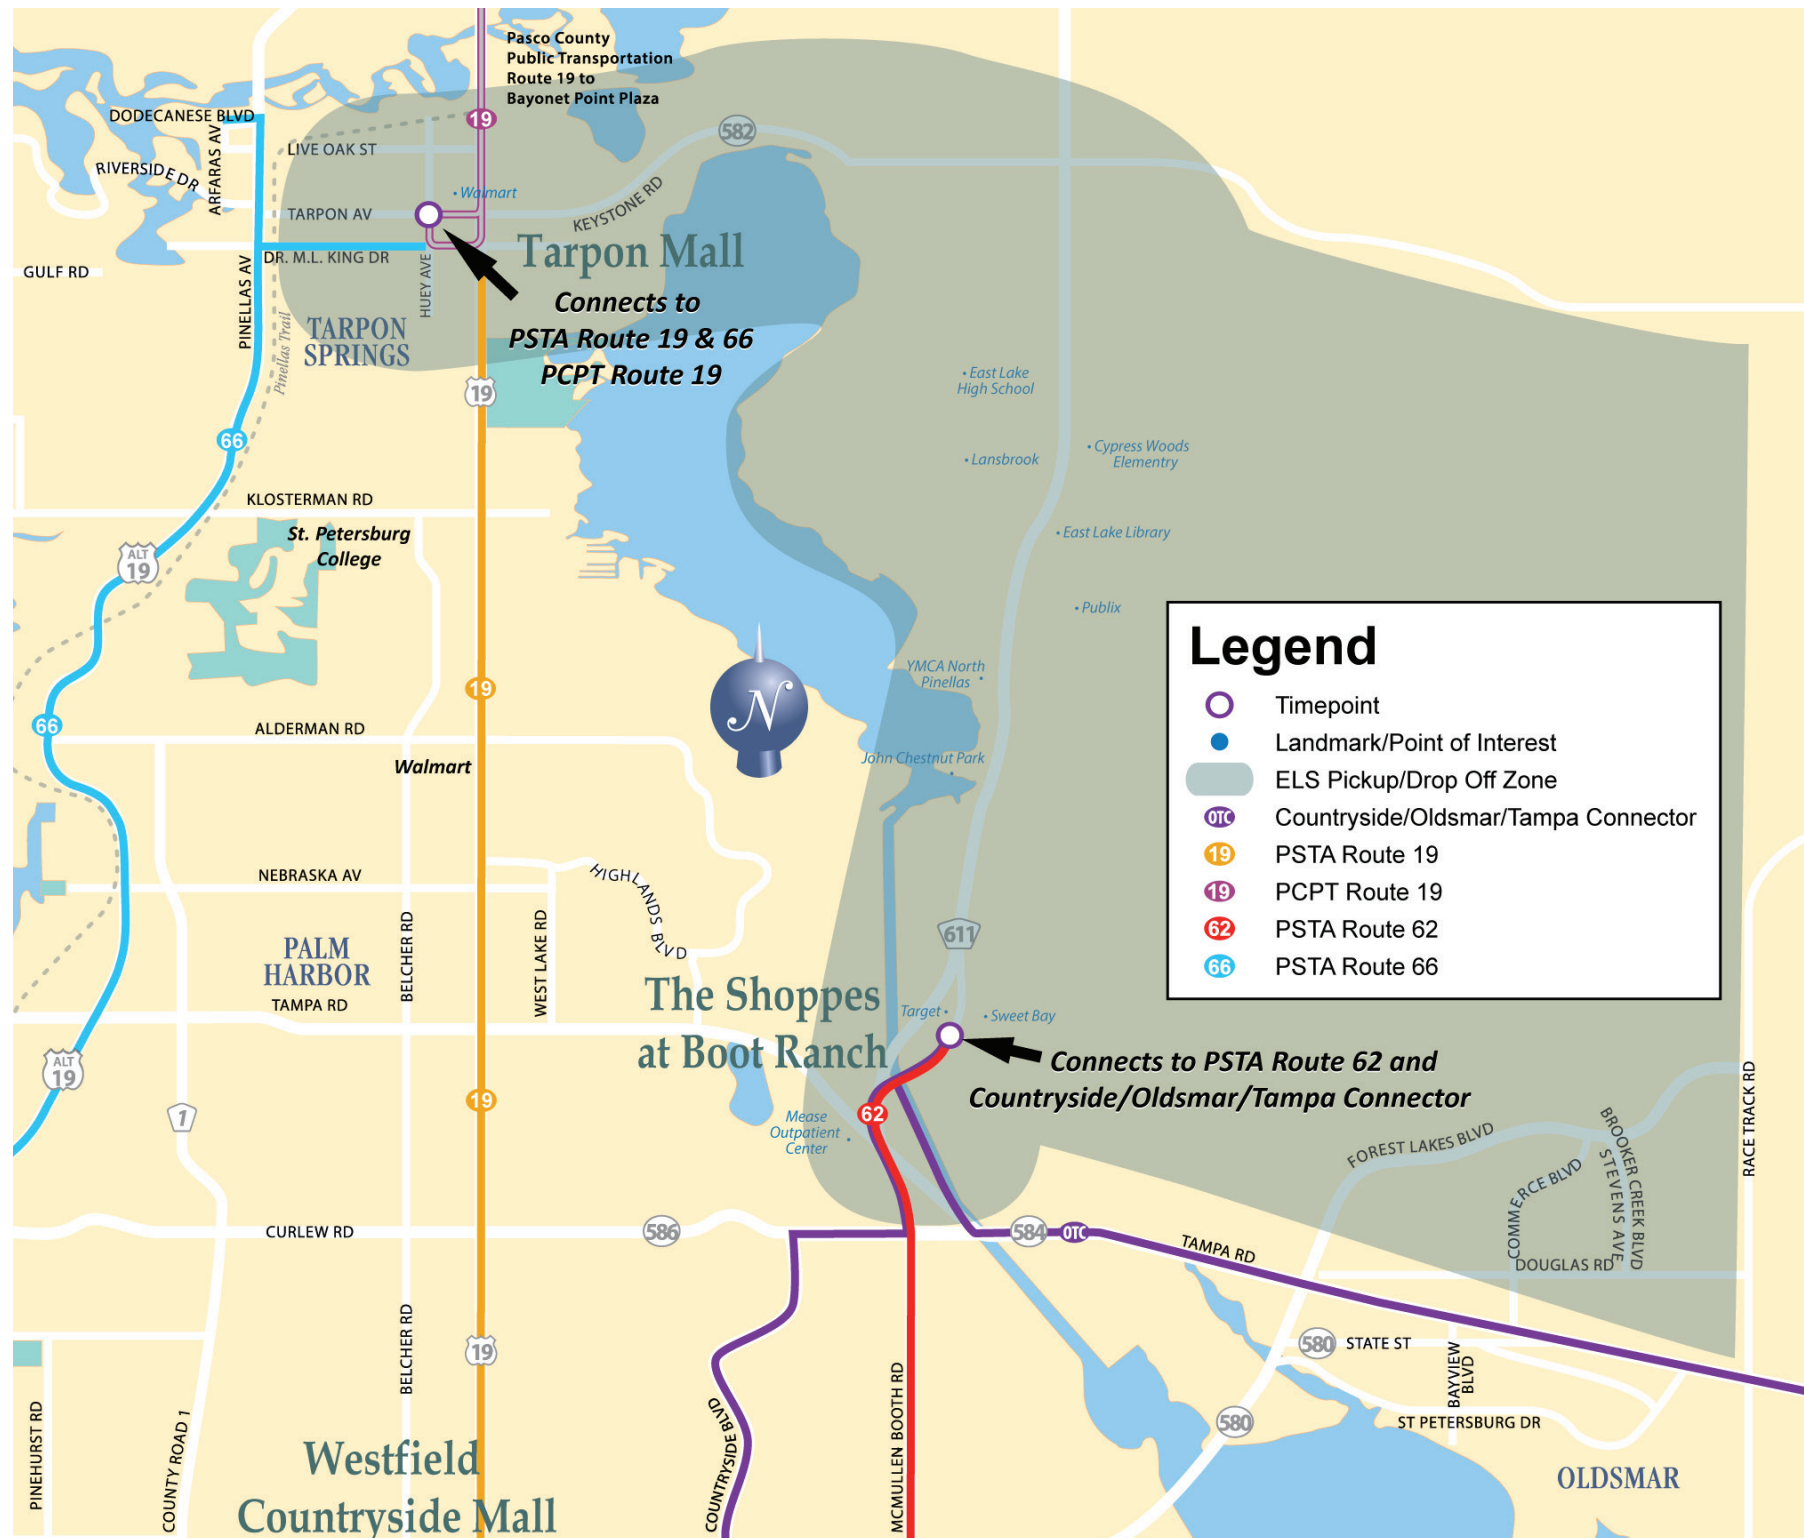 Pasco County
Public Transportation
Route 19 to
Bayonet Point Plaza
DODECANESE BLVD
19
582
ARFARAS AV
LIVE OAK ST
RIVERSIDE DR
Walmart
KEYSTONE RD
TARPON AV
Tarpon Mall
DR. M.L. KING DR
GULF RD
PINELLAS AV
HUEY AVE
Connects to
PSTA Route 19 & 66
PCPT Route 19
TARPON
SPRINGS
Pinellas Trail
19
East Lake
High School
66
Cypress Woods
Elementry
Lansbrook
KLOSTERMAN RD
St. Petersburg
College
East Lake Library
ALT
19
Publix
Legend
Timepoint
Landmark/Point of Interest
ELS Pickup/Drop Off Zone
OTC
Countryside/Oldsmar/Tampa Connector
19
PSTA Route 19
19
PCPT Route 19
62
PSTA Route 62
66
PSTA Route 66
YMCA North
Pinellas
19
N
66
ALDERMAN RD
John Chestnut Park
Walmart
NEBRASKA AV
HIGHLANDS BLVD
BELCHER RD
WEST LAKE RD
611
PALM
HARBOR
The Shoppes
at Boot Ranch
TAMPA RD
Target
Sweet Bay
ALT
19
Connects to PSTA Route 62 and
Countryside/Oldsmar/Tampa Connector
19
1
62
Mease
Outpatient
Center
RACE TRACK RD
FOREST LAKES BLVD
BROOKER CREEK BLVD
STEVENS AVE
COMMERCE BLVD
CURLEW RD
586
584
OTC
TAMPA RD
DOUGLAS RD
BELCHER RD
19
580
STATE ST
BAYVIEW
BLVD
MCMULLEN BOOTH RD
COUNTRYSIDE BLVD
580
ST PETERSBURG DR
PINEHURST RD
COUNTY ROAD 1
Westfield
Countryside Mall
OLDSMAR